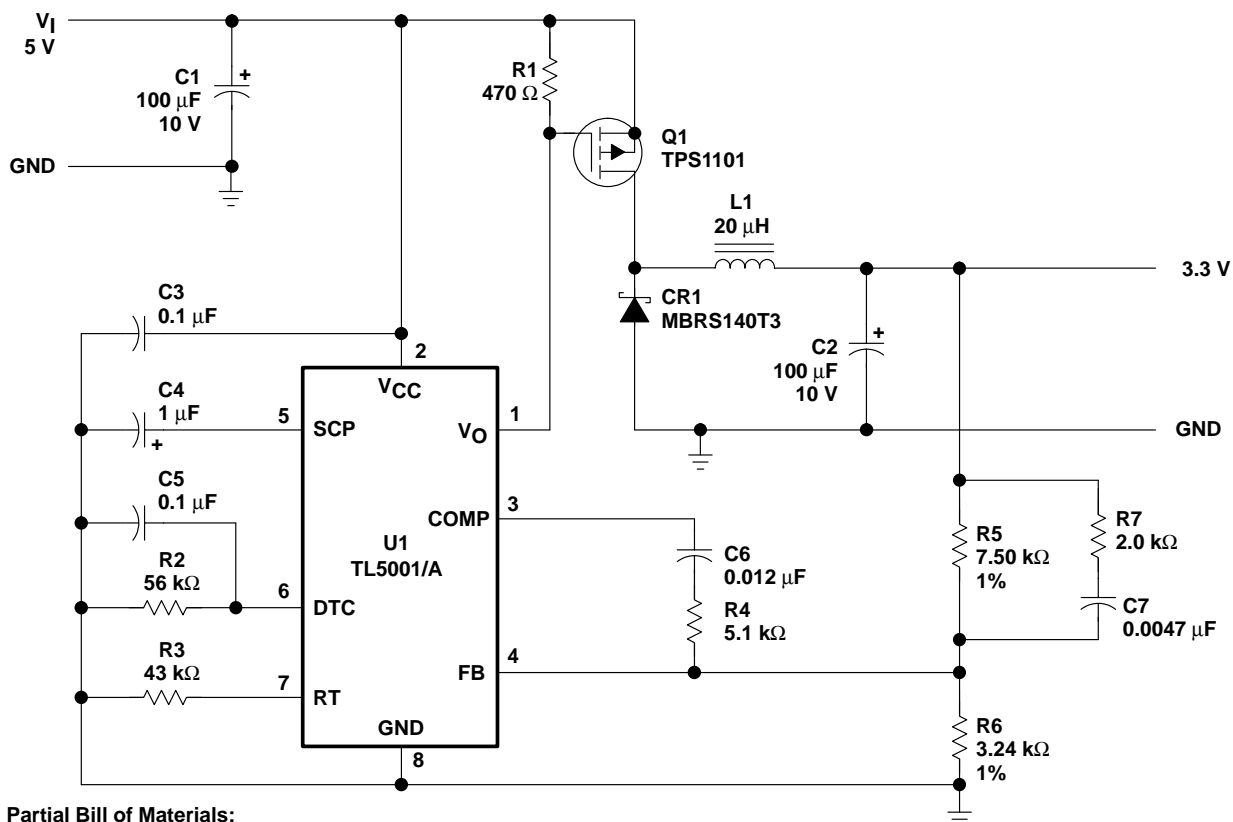 VI
5 V
C1
100 μF
10 V
+
GND
R1
470 Ω
Q1
TPS1101
L1
20 μH
3.3 V
CR1
MBRS140T3
C2
100 μF
10 V
+
GND
C3
0.1 μF
2
VCC
C4
1 μF
+
5
SCP
1
VO
C5
0.1 μF
3
COMP
U1
TL5001/A
C6
0.012 μF
R5
7.50 kΩ
1%
R7
2.0 kΩ
R2
56 kΩ
6
DTC
R4
5.1 kΩ
C7
0.0047 μF
R3
43 kΩ
7
RT
4
FB
GND
8
R6
3.24 kΩ
1%
Partial Bill of Materials: